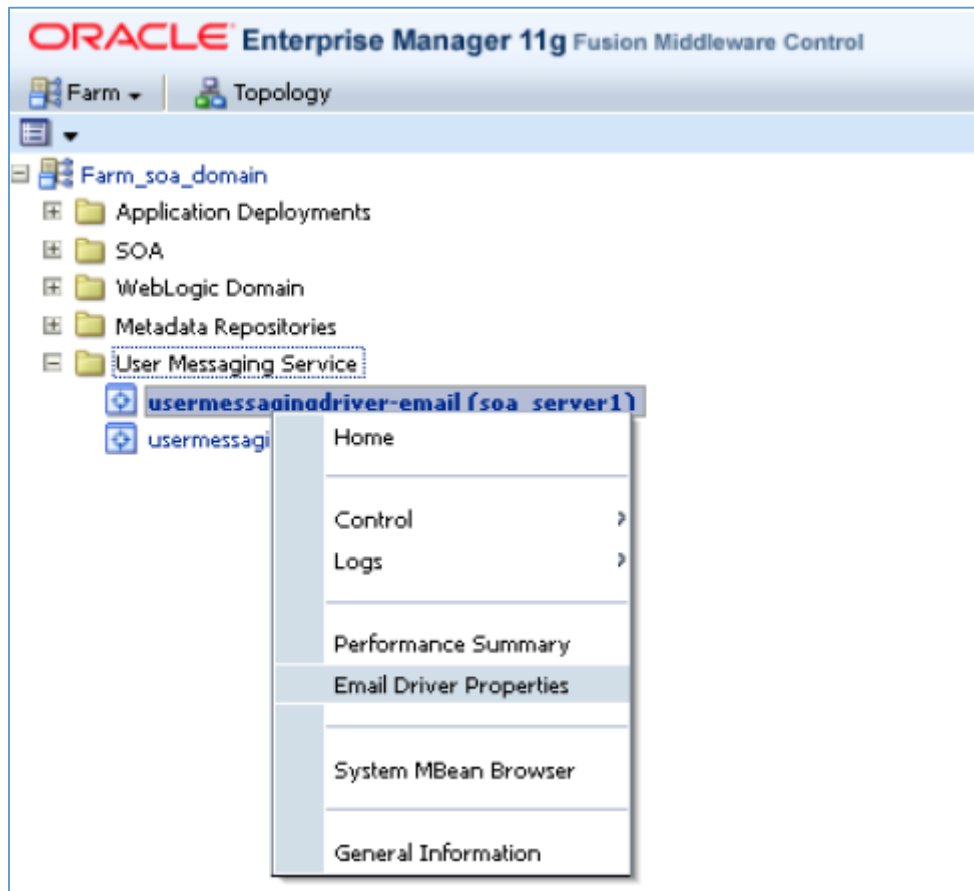 ORACLE Enterprise Manager 11g Fusion Middleware Control
Farm Topology
Farm_soa_domain
Application Deployments
SOA
WebLogic Domain
Metadata Repositories
User Messaging Service
usermessagingdriver-email (soa_server1)
usermessagi
Home
Control
Logs
Performance Summary
Email Driver Properties
System MBean Browser
General Information